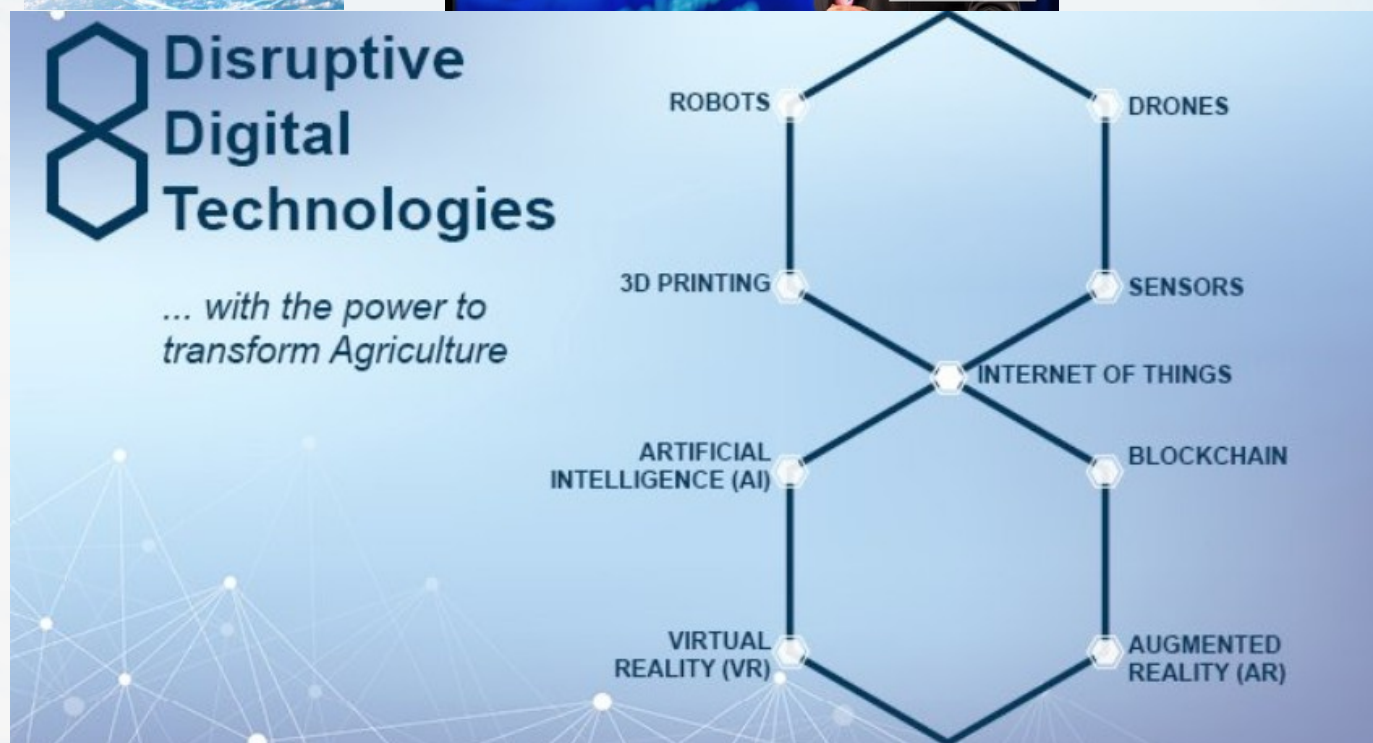 Disruptive
Digital
Technologies
... with the power to
transform Agriculture
ROBOTS
DRONES
3D PRINTING
SENSORS
INTERNET OF THINGS
ARTIFICIAL
INTELLIGENCE (AI)
BLOCKCHAIN
VIRTUAL
REALITY (VR)
AUGMENTED
REALITY (AR)